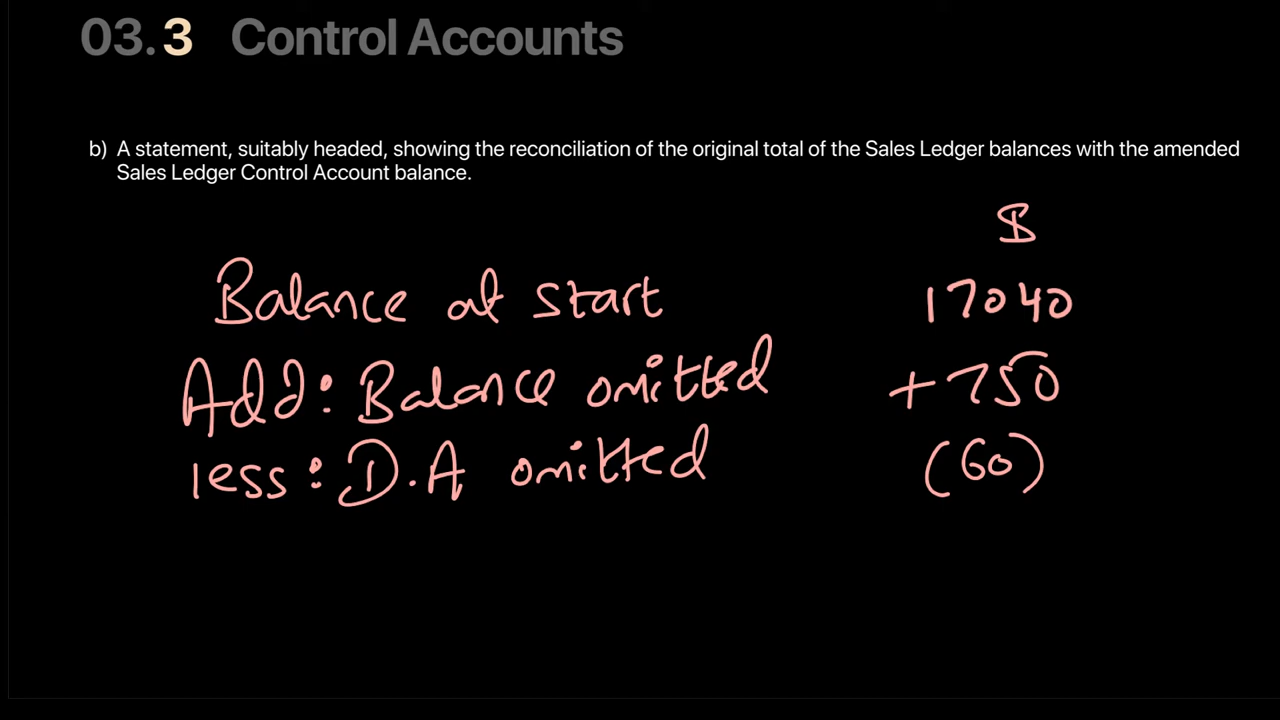 03.3 Control Accounts
b) A statement, suitably headed, showing the reconciliation of the original total of the Sales Ledger balances with the amended
Sales Ledger Control Account balance.
$
Balance at start 17040
Add: Balance omitted +750
less: D.A omitted (60)